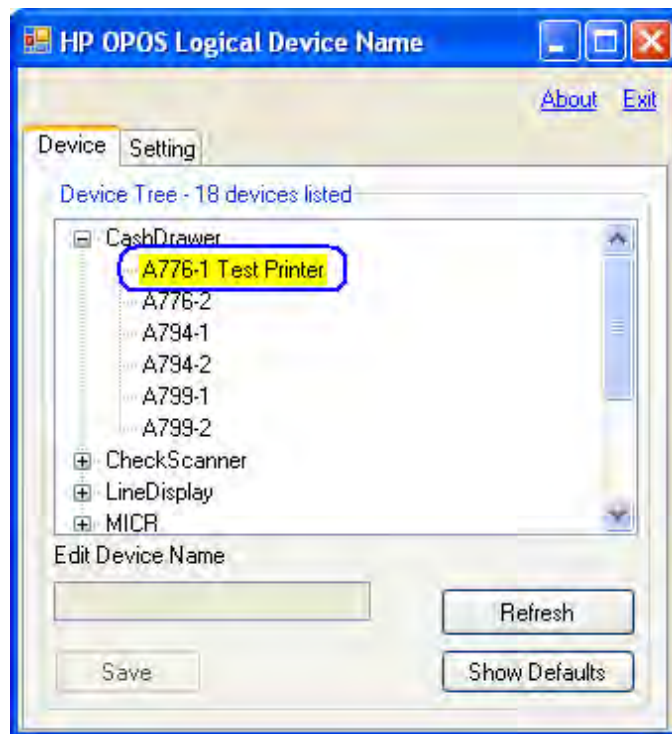 HP OPOS Logical Device Name
About Exit
Device Setting
Device Tree - 18 devices listed
CashDrawer
A776-1 Test Printer
A776-2
A794-1
A794-2
A799-1
A799-2
CheckScanner
LineDisplay
MICR
Edit Device Name
Refresh
Save Show Defaults